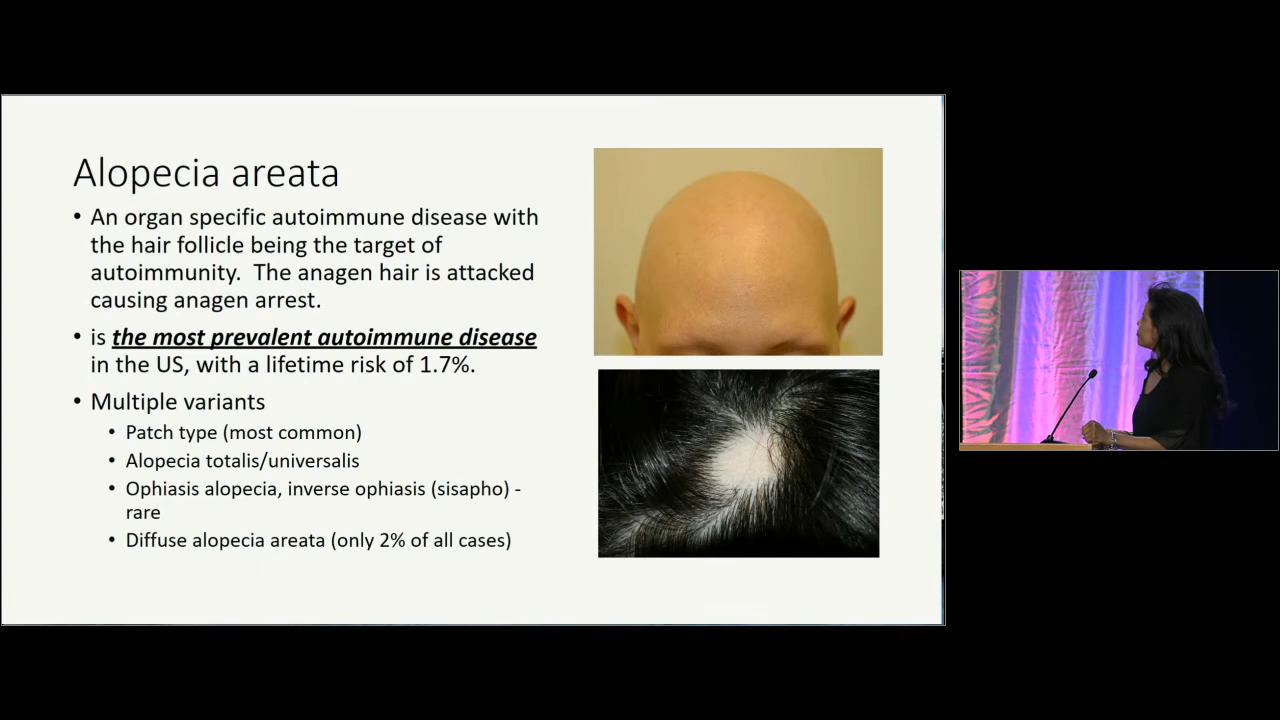 Alopecia areata
• An organ specific autoimmune disease with
the hair follicle being the target of
autoimmunity.  The anagen hair is attacked
causing anagen arrest.
• is the most prevalent autoimmune disease
in the US, with a lifetime risk of 1.7%.
• Multiple variants
• Patch type (most common)
• Alopecia totalis/universalis
• Ophiasis alopecia, inverse ophiasis (sisapho) -
rare
• Diffuse alopecia areata (only 2% of all cases)